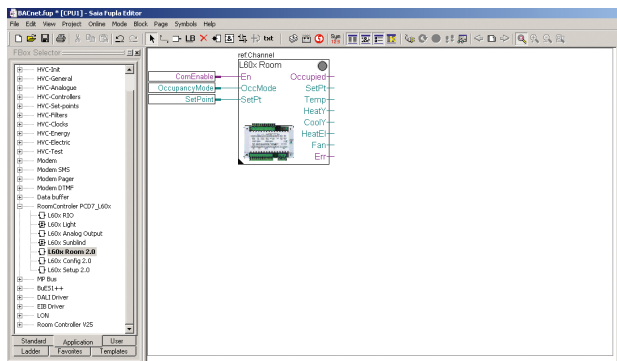 BACnet.fup * [CPU1] - Saia Fupla Editor
File Edit View Project Online Mode Block Page Symbols Help
LB
FBox Selector
HVC-Init
HVC-General
HVC-Analogue
HVC-Controllers
HVC-Set-points
HVC-Filters
HVC-Clocks
HVC-Energy
HVC-Electric
HVC-Test
Modem
Modem SMS
Modem Pager
Modem DTMF
Data buffer
RoomControler PCD7_L60x
L60x RIO
L60x Light
L60x Analog Output
L60x Sunblind
L60x Room 2.0
L60x Config 2.0
L60x Setup 2.0
MP Bus
BuES1++
DALI Driver
EIB Driver
LON
Room Controller V25
Standard Application User
Ladder Favorites Templates
ref:Channel
L60x Room
ComEnable En Occupied
OccupancyMode OccMode SetPt
SetPoint SetPt Temp
HeatY
CoolY
HeatEl
Fan
Err